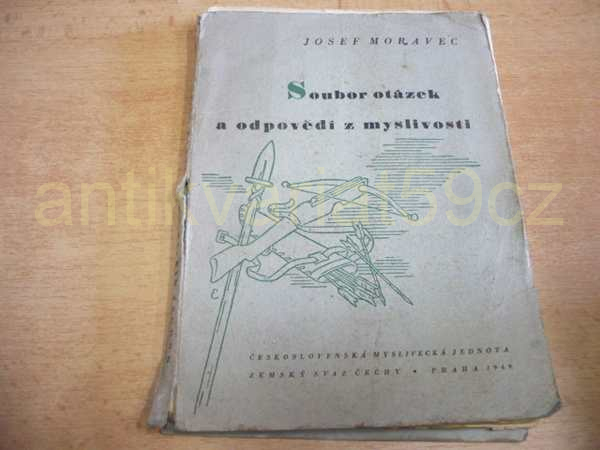 JOSEF MORAVEC
Soubor otázek
a odpovědí z myslivosti
antikvariat59cz
ČESKOSLOVENSKÁ MYSLIVECKÁ JEDNOTA
ZEMSKÝ SVAZ ČECHY • PRAHA 1949